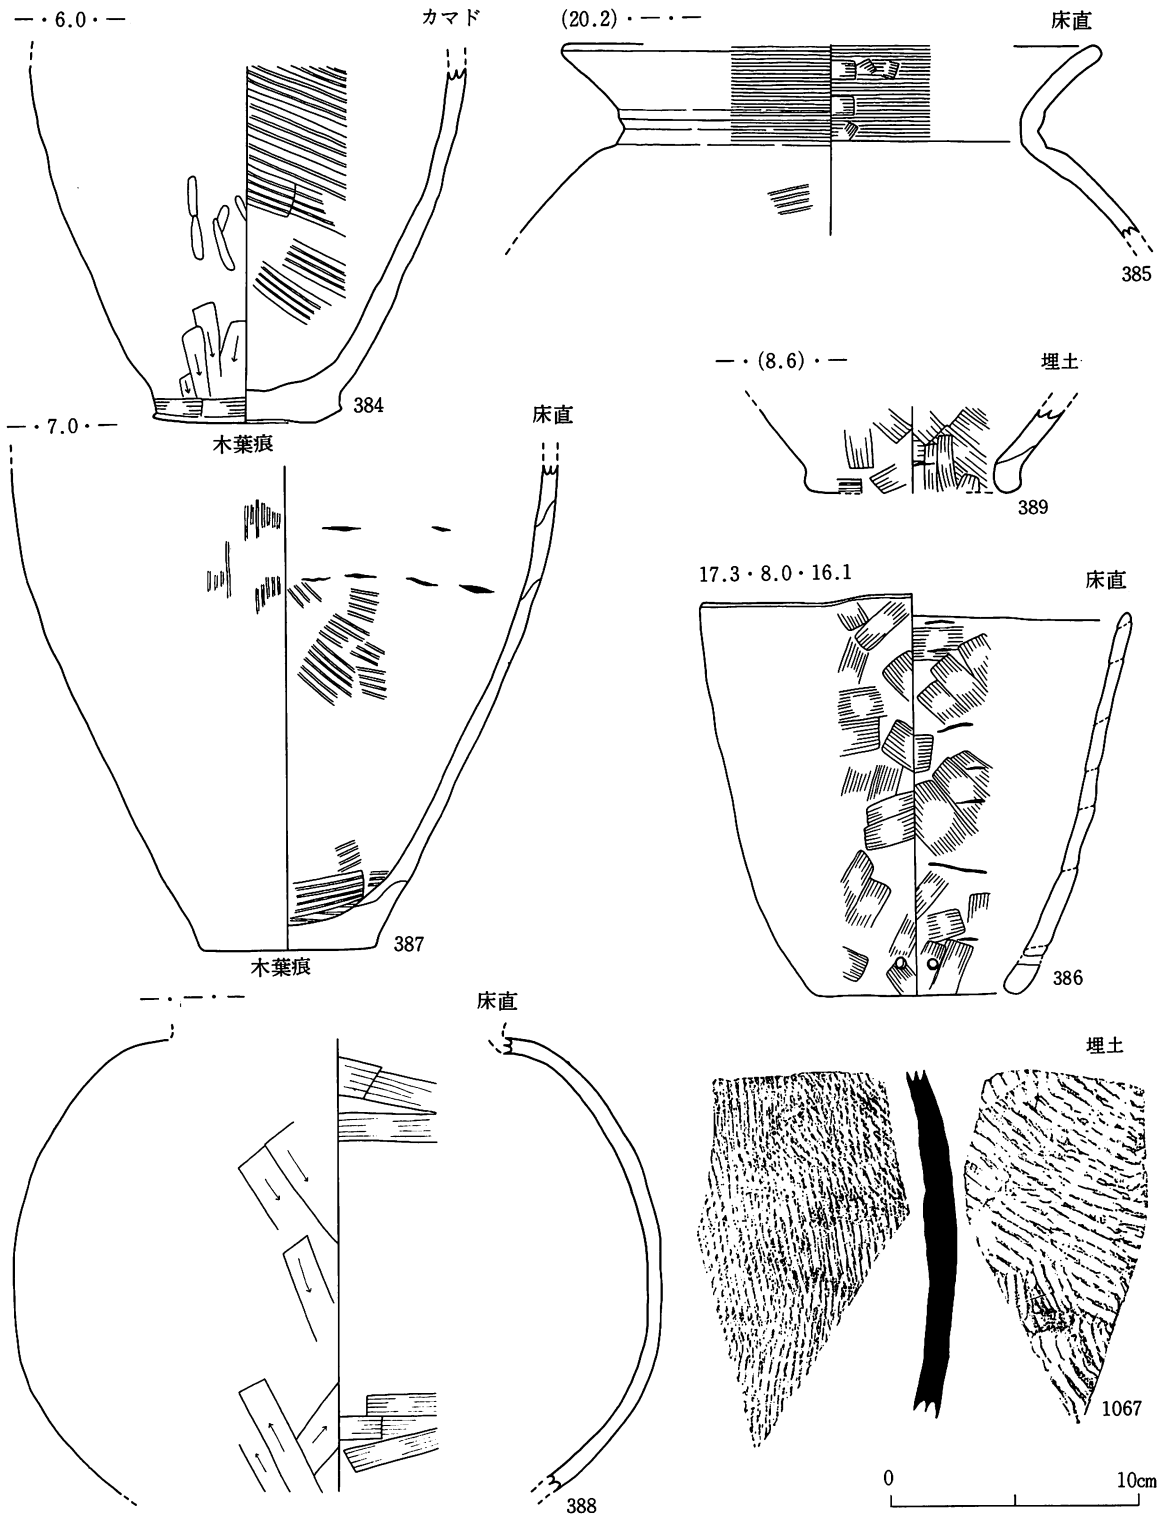 —・6.0・—
カマド
384
木葉痕
(20.2)・—・—
床直
385
—・(8.6)・—
埋土
389
—・7.0・—
床直
387
木葉痕
17.3・8.0・16.1
床直
386
—・—・—
床直
388
埋土
1067
0
10cm